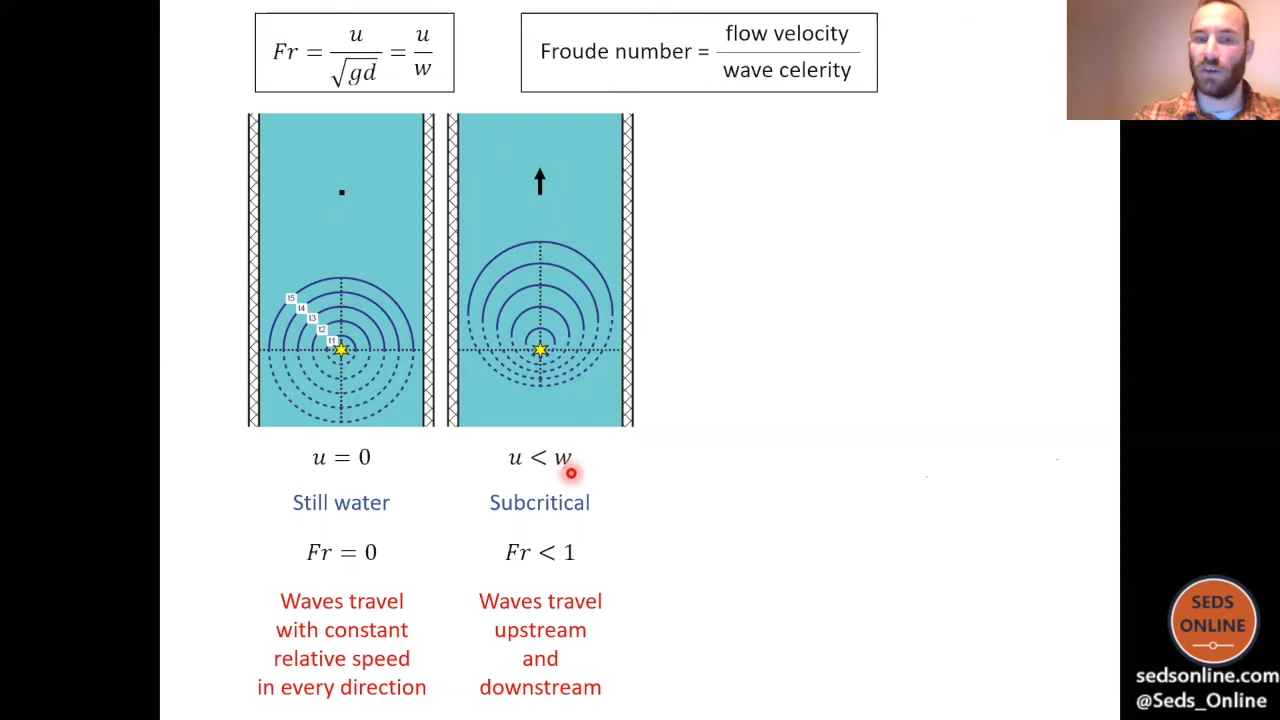 Fr = u / √gd = u / w
Froude number = flow velocity / wave celerity
t5
t4
t3
t2
t1
u = 0
Still water
Fr = 0
Waves travel
with constant
relative speed
in every direction
u < w
Subcritical
Fr < 1
Waves travel
upstream
and
downstream
SEDS
ONLINE
sedsonline.com
@Seds_Online